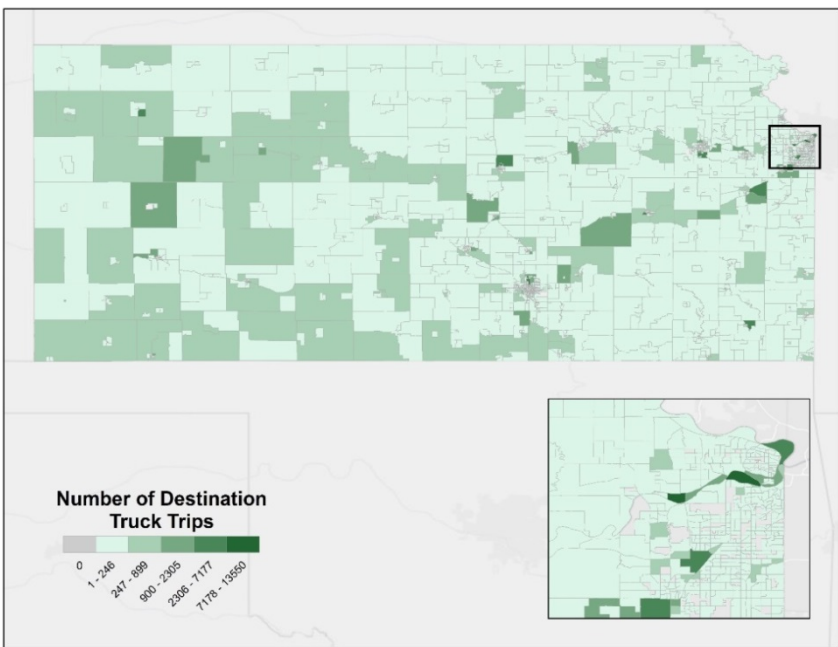 Number of Destination
Truck Trips
0
1 - 246
247 - 899
900 - 2305
2306 - 7177
7178 - 13550